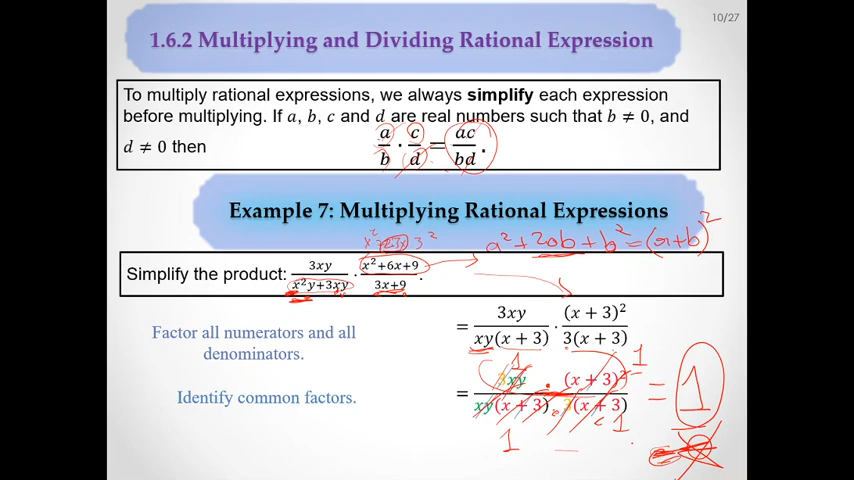 10/27
1.6.2 Multiplying and Dividing Rational Expression
To multiply rational expressions, we always simplify each expression
before multiplying. If a, b, c and d are real numbers such that b ≠ 0, and
d ≠ 0 then a/b · c/d = ac/bd.
Example 7: Multiplying Rational Expressions
a² + 2ab + b² = (a+b)²
Simplify the product: 3xy/(x²y+3xy) · (x²+6x+9)/(3x+9).
= 3xy/(xy(x + 3)) · (x + 3)²/(3(x + 3))
Factor all numerators and all
denominators.
1 1
= 3xy/(xy(x + 3)) · (x + 3)²/(3(x + 3)) = 1
Identify common factors.
1 1